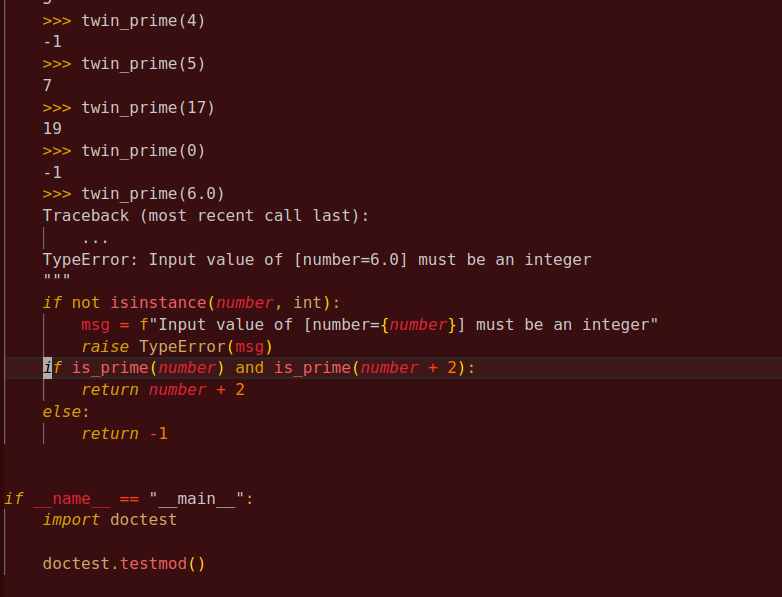 >>> twin_prime(4)
-1
>>> twin_prime(5)
7
>>> twin_prime(17)
19
>>> twin_prime(0)
-1
>>> twin_prime(6.0)
Traceback (most recent call last):
    ...
TypeError: Input value of [number=6.0] must be an integer
"""
if not isinstance(number, int):
    msg = f"Input value of [number={number}] must be an integer"
    raise TypeError(msg)
if is_prime(number) and is_prime(number + 2):
    return number + 2
else:
    return -1
if __name__ == "__main__":
    import doctest
    doctest.testmod()